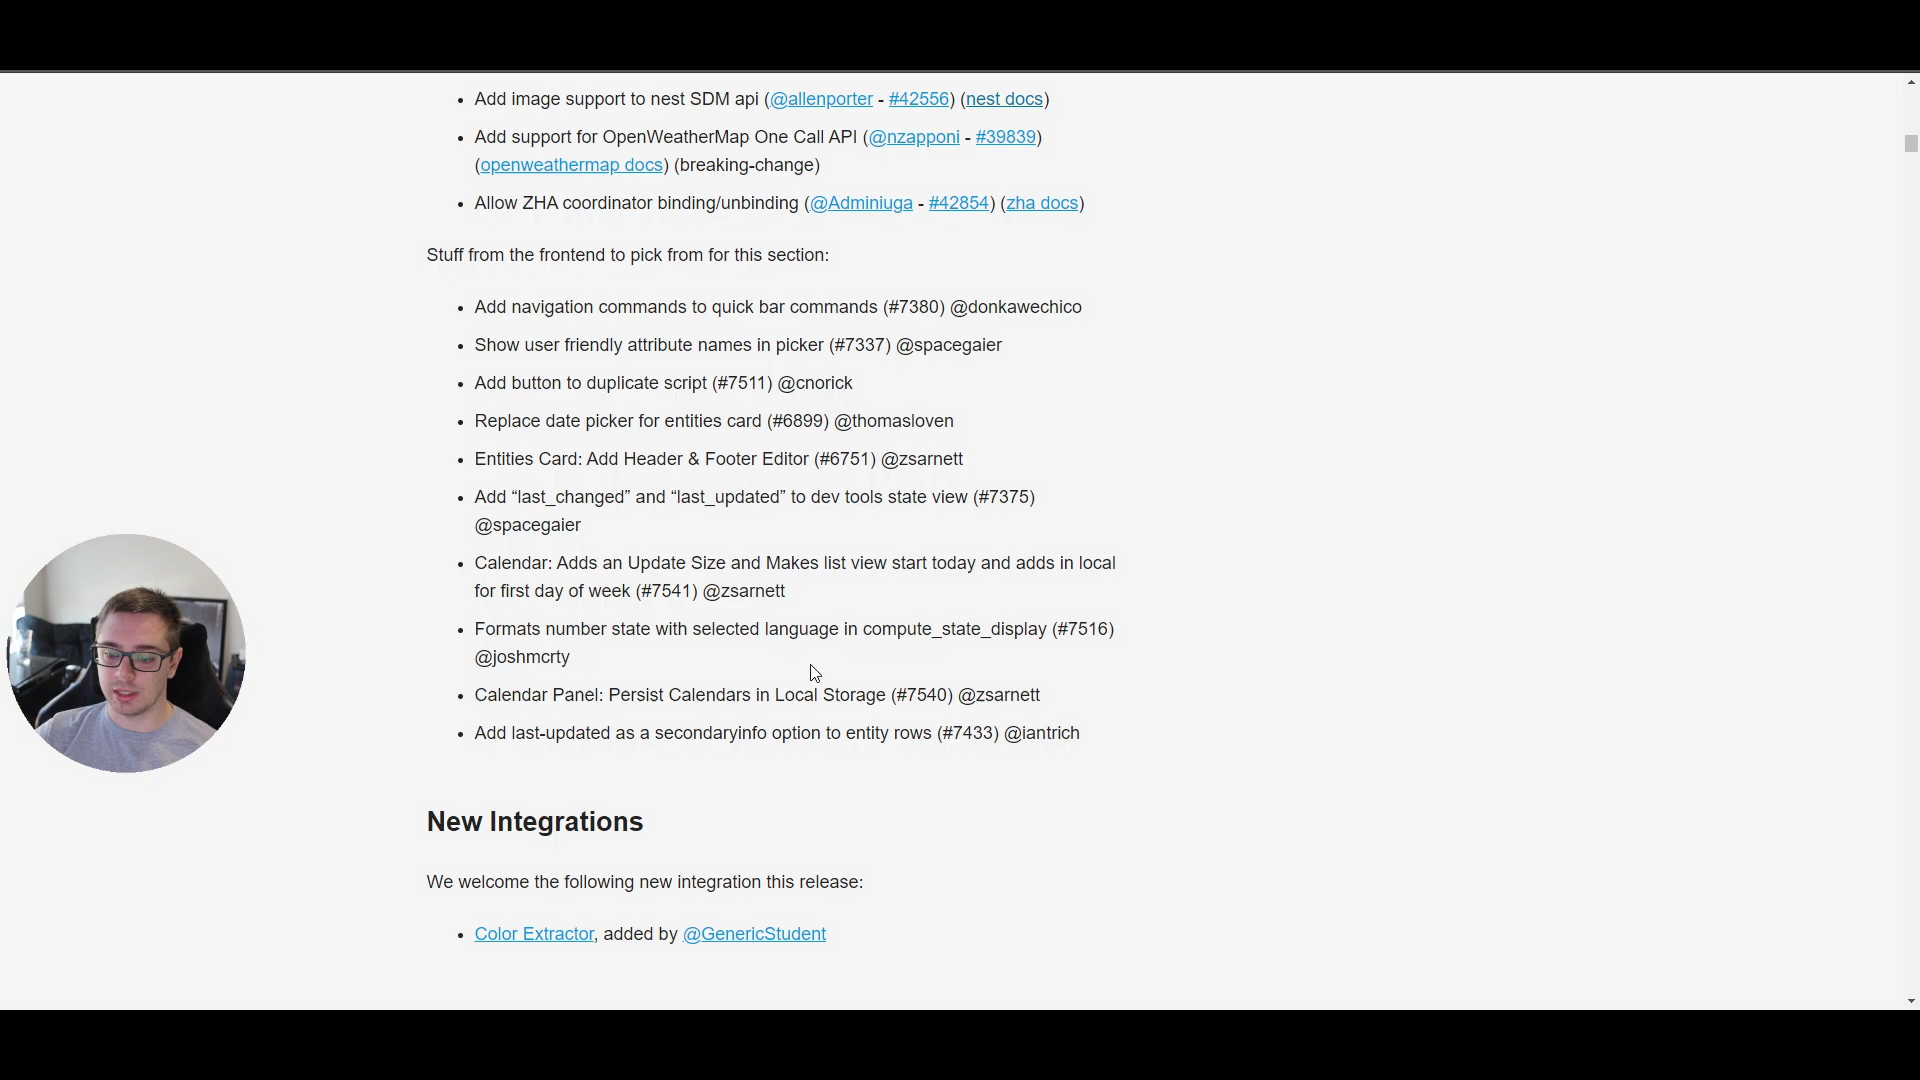 Add image support to nest SDM api (@allenporter - #42556) (nest docs)
Add support for OpenWeatherMap One Call API (@nzapponi - #39839)
(openweathermap docs) (breaking-change)
Allow ZHA coordinator binding/unbinding (@Adminiuga - #42854) (zha docs)
Stuff from the frontend to pick from for this section:
Add navigation commands to quick bar commands (#7380) @donkawechico
Show user friendly attribute names in picker (#7337) @spacegaier
Add button to duplicate script (#7511) @cnorick
Replace date picker for entities card (#6899) @thomasloven
Entities Card: Add Header & Footer Editor (#6751) @zsarnett
Add “last_changed” and “last_updated” to dev tools state view (#7375)
@spacegaier
Calendar: Adds an Update Size and Makes list view start today and adds in local
for first day of week (#7541) @zsarnett
Formats number state with selected language in compute_state_display (#7516)
@joshmcrty
Calendar Panel: Persist Calendars in Local Storage (#7540) @zsarnett
Add last-updated as a secondaryinfo option to entity rows (#7433) @iantrich
New Integrations
We welcome the following new integration this release:
Color Extractor, added by @GenericStudent